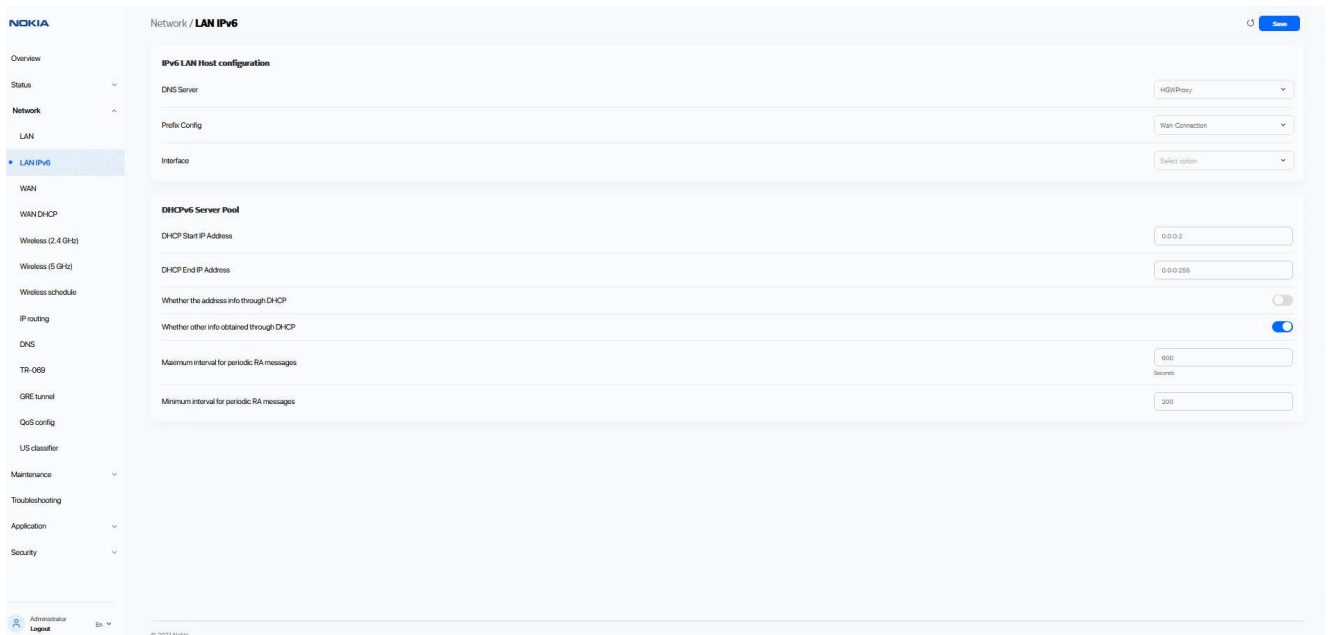 NOKIA
Network / LAN IPv6
Save
Overview
Status
Network
LAN
LAN IPv6
WAN
WAN DHCP
Wireless (2.4 GHz)
Wireless (5 GHz)
Wireless schedule
IP routing
DNS
TR-069
GRE tunnel
QoS config
US classifier
Maintenance
Troubleshooting
Application
Security
Administrator
Logout
En
IPv6 LAN Host configuration
DNS Server
HGWProxy
Prefix Config
Wan Connection
Interface
Select option
DHCPv6 Server Pool
DHCP Start IP Address
0:0:0:2
DHCP End IP Address
0:0:0:255
Whether the address info through DHCP
Whether other info obtained through DHCP
Maximum interval for periodic RA messages
600
Seconds
Minimum interval for periodic RA messages
200
© 2021 Nokia